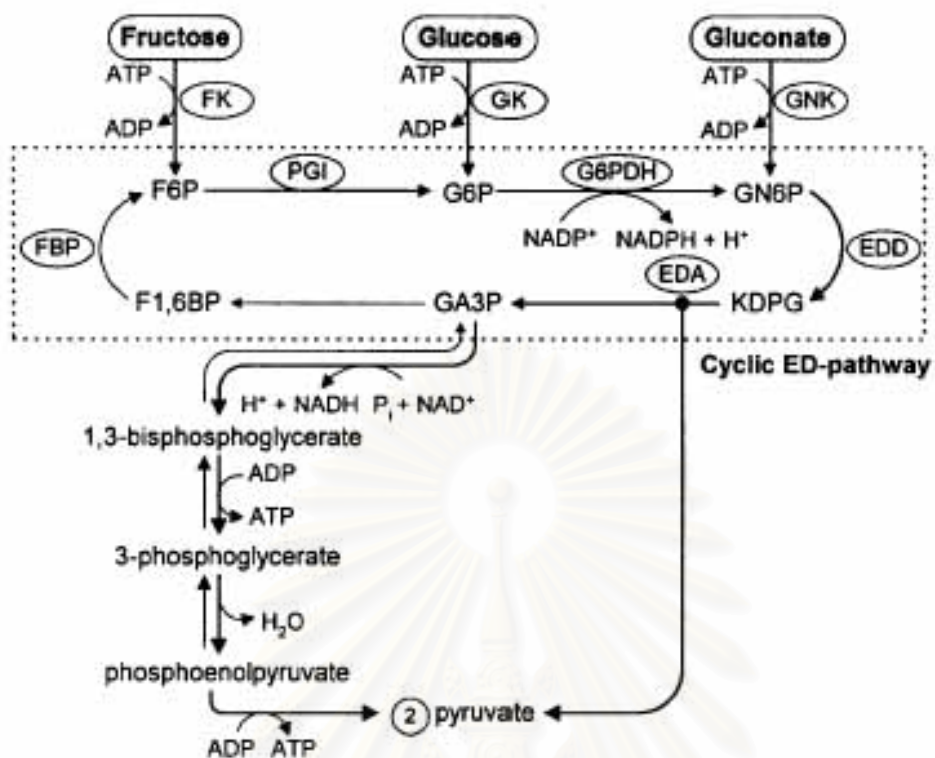 Fructose Glucose Gluconate
ATP ATP ATP
FK GK GNK
ADP ADP ADP
F6P PGI G6P G6PDH GN6P
NADP⁺ NADPH + H⁺
FBP EDD
EDA
F1,6BP GA3P KDPG
Cyclic ED-pathway
H⁺ + NADH Pᵢ + NAD⁺
1,3-bisphosphoglycerate
ADP
ATP
3-phosphoglycerate
H₂O
phosphoenolpyruvate
2 pyruvate
ADP ATP